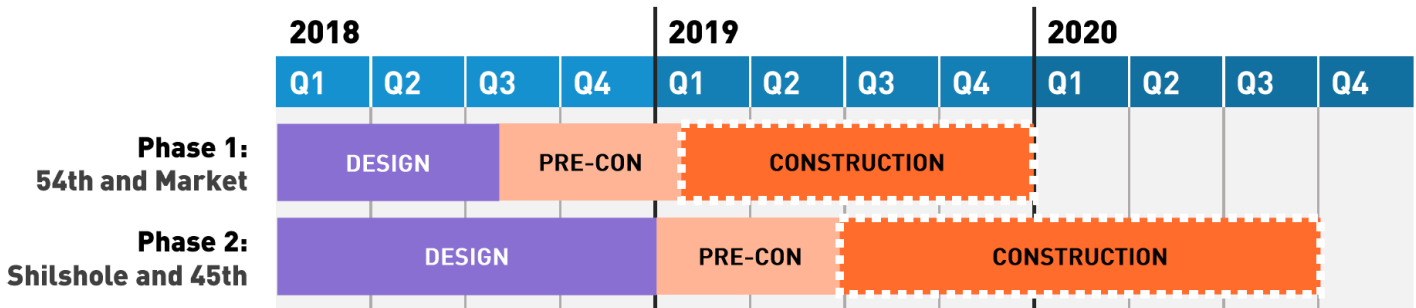 2018 2019 2020
Q1 Q2 Q3 Q4 Q1 Q2 Q3 Q4 Q1 Q2 Q3 Q4
Phase 1:
54th and Market
DESIGN PRE-CON CONSTRUCTION
Phase 2:
Shilshole and 45th
DESIGN PRE-CON CONSTRUCTION